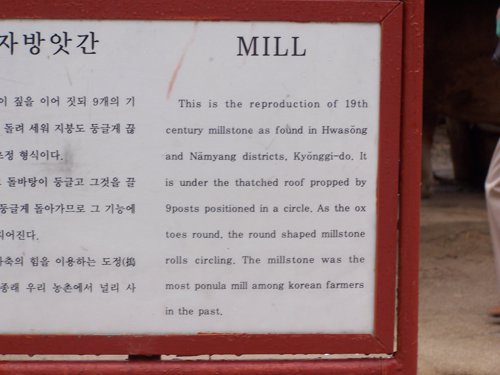 자방앗간
이 짚을 이어 짓되 9개의 기
돌려 세워 지붕도 둥글게 끊
정 형식이다.
돌바탕이 둥글고 그것을 끌
둥글게 돌아가므로 그 기능에
어진다.
축의 힘을 이용하는 도정(搗
종래 우리 농촌에서 널리 사
MILL
This is the reproduction of 19th
century millstone as found in Hwasŏng
and Nămyang districts, Kyŏnggi-do. It
is under the thatched roof propped by
9posts positioned in a circle. As the ox
toes round, the round shaped millstone
rolls circling. The millstone was the
most ponula mill among korean farmers
in the past.